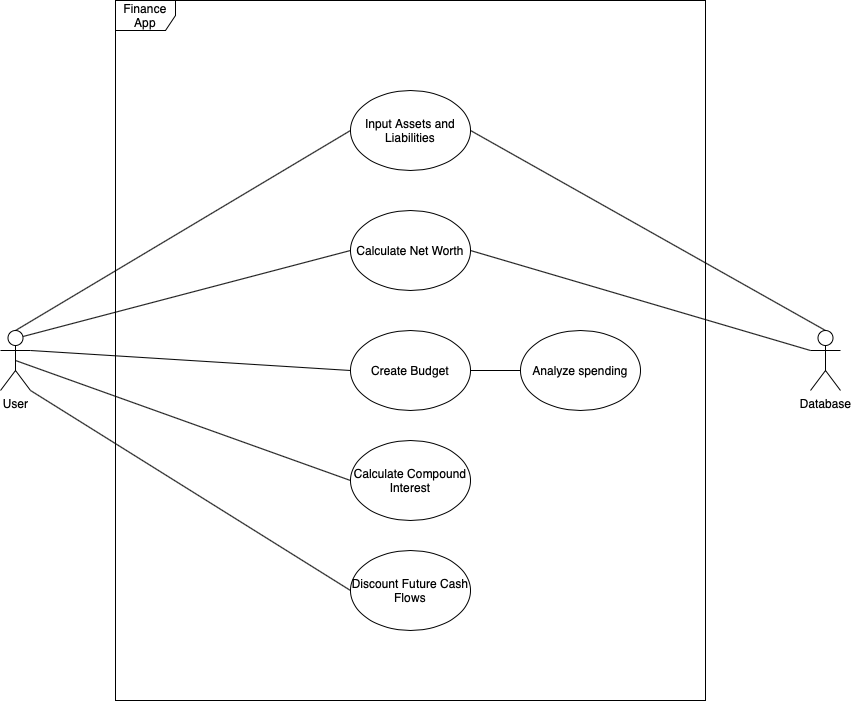 Finance
App
Input Assets and
Liabilities
Calculate Net Worth
Create Budget
Analyze spending
User
Database
Calculate Compound
Interest
Discount Future Cash
Flows